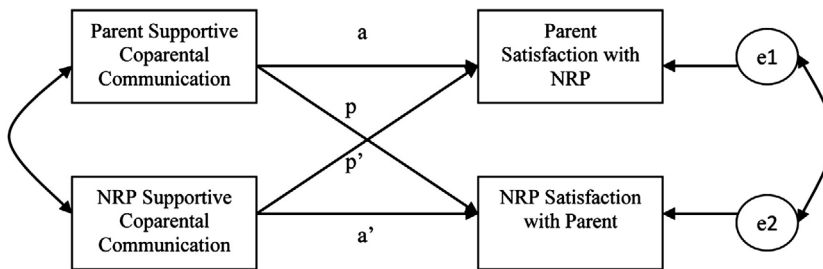 Parent Supportive
Coparental
Communication
a
Parent
Satisfaction with
NRP
e1
p
p’
NRP Supportive
Coparental
Communication
a’
NRP Satisfaction
with Parent
e2